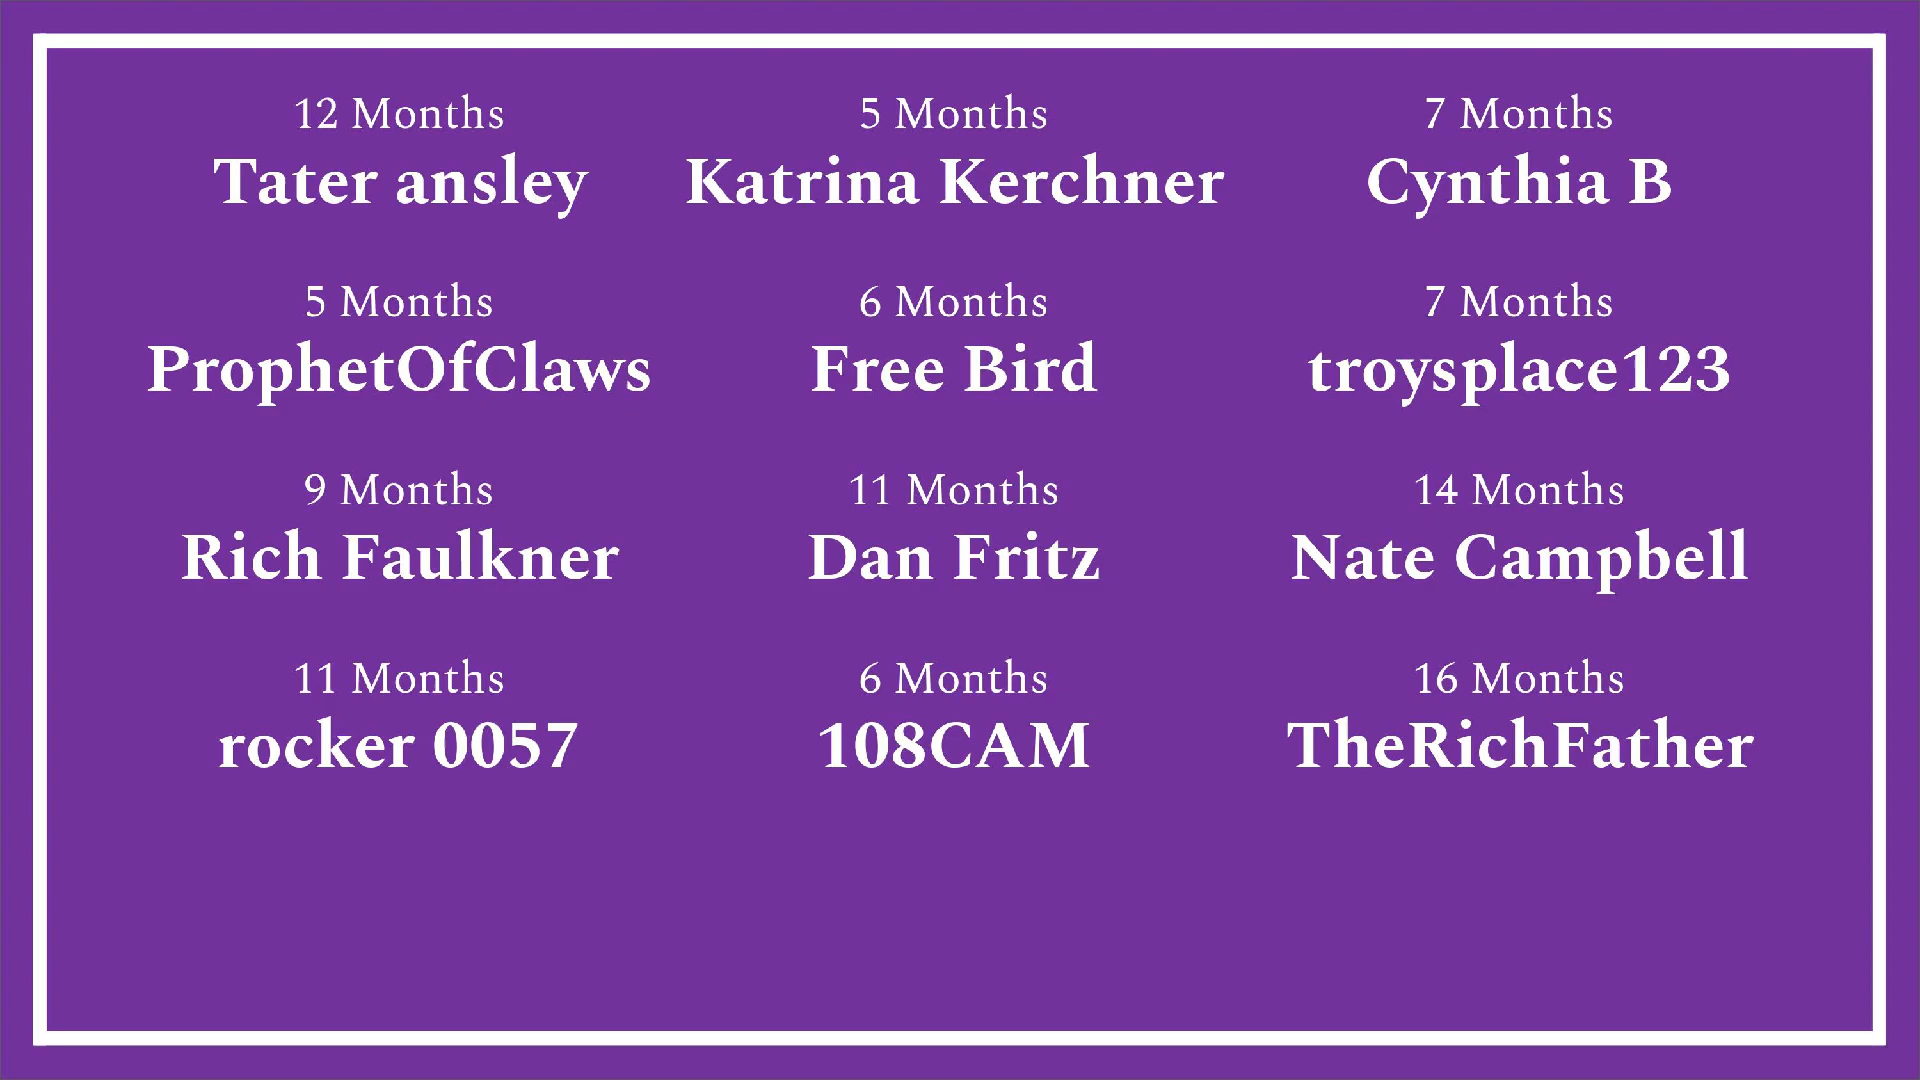 12 Months
Tater ansley
5 Months
Katrina Kerchner
7 Months
Cynthia B
5 Months
ProphetOfClaws
6 Months
Free Bird
7 Months
troysplace123
9 Months
Rich Faulkner
11 Months
Dan Fritz
14 Months
Nate Campbell
11 Months
rocker 0057
6 Months
108CAM
16 Months
TheRichFather